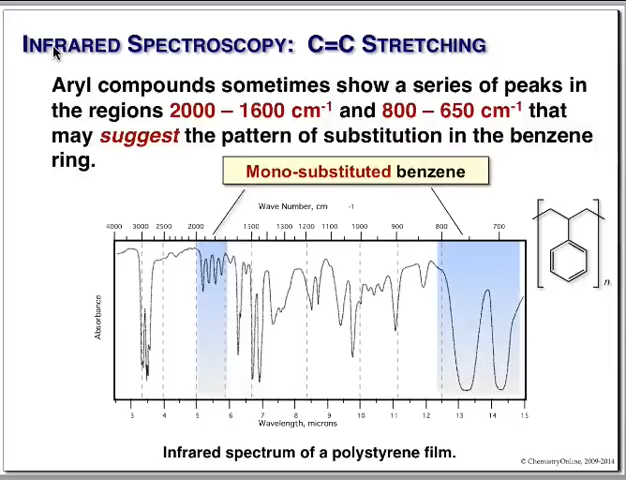 INFRARED SPECTROSCOPY: C=C STRETCHING
Aryl compounds sometimes show a series of peaks in
the regions 2000 – 1600 cm-1 and 800 – 650 cm-1 that
may suggest the pattern of substitution in the benzene
ring.
Mono-substituted benzene
Wave Number, cm -1
4000 3000 2500 2000 1500 1300 1200 1100 1000 900 800 700
Absorbance
n
3 4 5 6 7 8 9 10 11 12 13 14 15
Wavelength, microns
Infrared spectrum of a polystyrene film.
© ChemistryOnline, 2009-2014